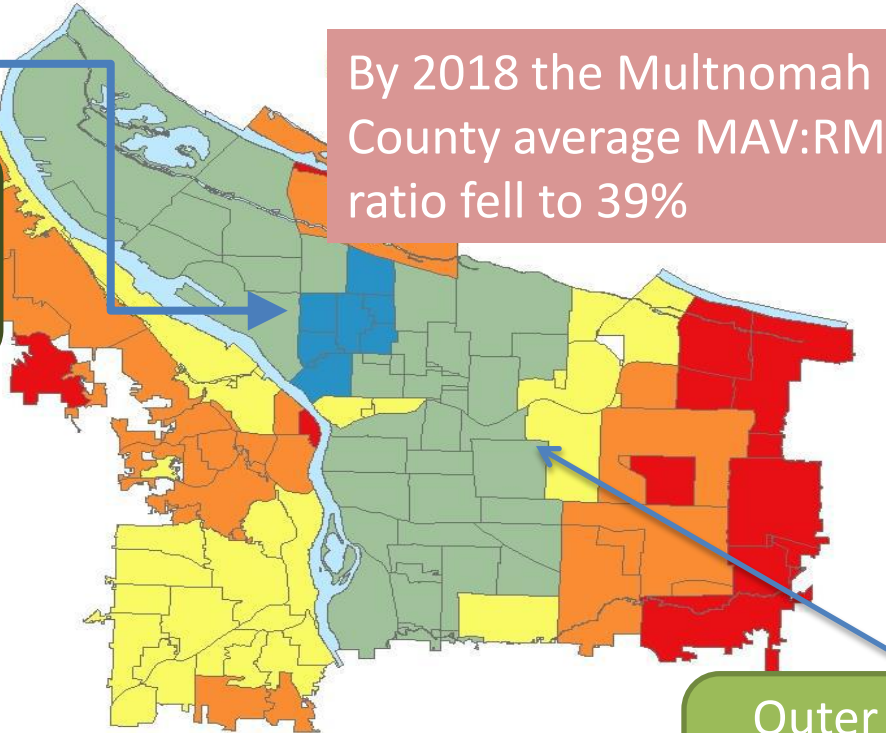 By 2018 the Multnomah
County average MAV:RM
ratio fell to 39%
Outer